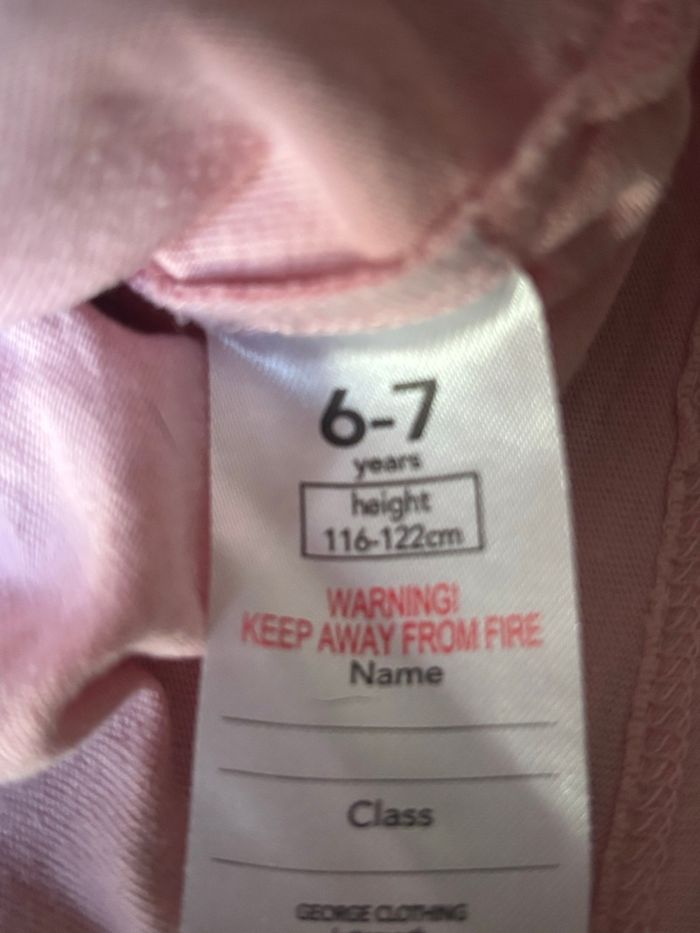 6-7
years
height
116-122cm
WARNING!
KEEP AWAY FROM FIRE
Name
Class
GEORGE CLOTHING